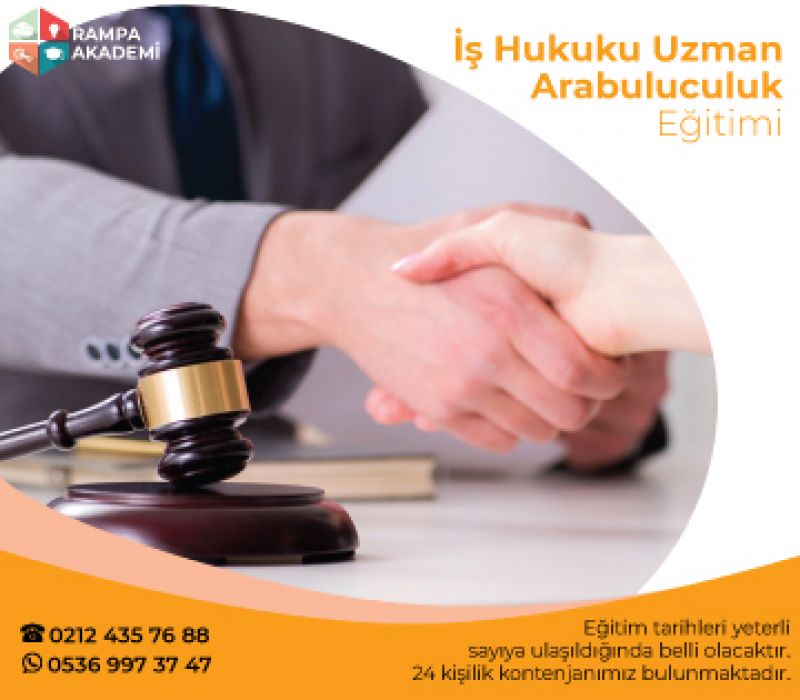 RAMPA
AKADEMİ
İş Hukuku Uzman
Arabuluculuk
Eğitimi
0212 435 76 88
0536 997 37 47
Eğitim tarihleri yeterli
sayıya ulaşıldığında belli olacaktır.
24 kişilik kontenjanımız bulunmaktadır.